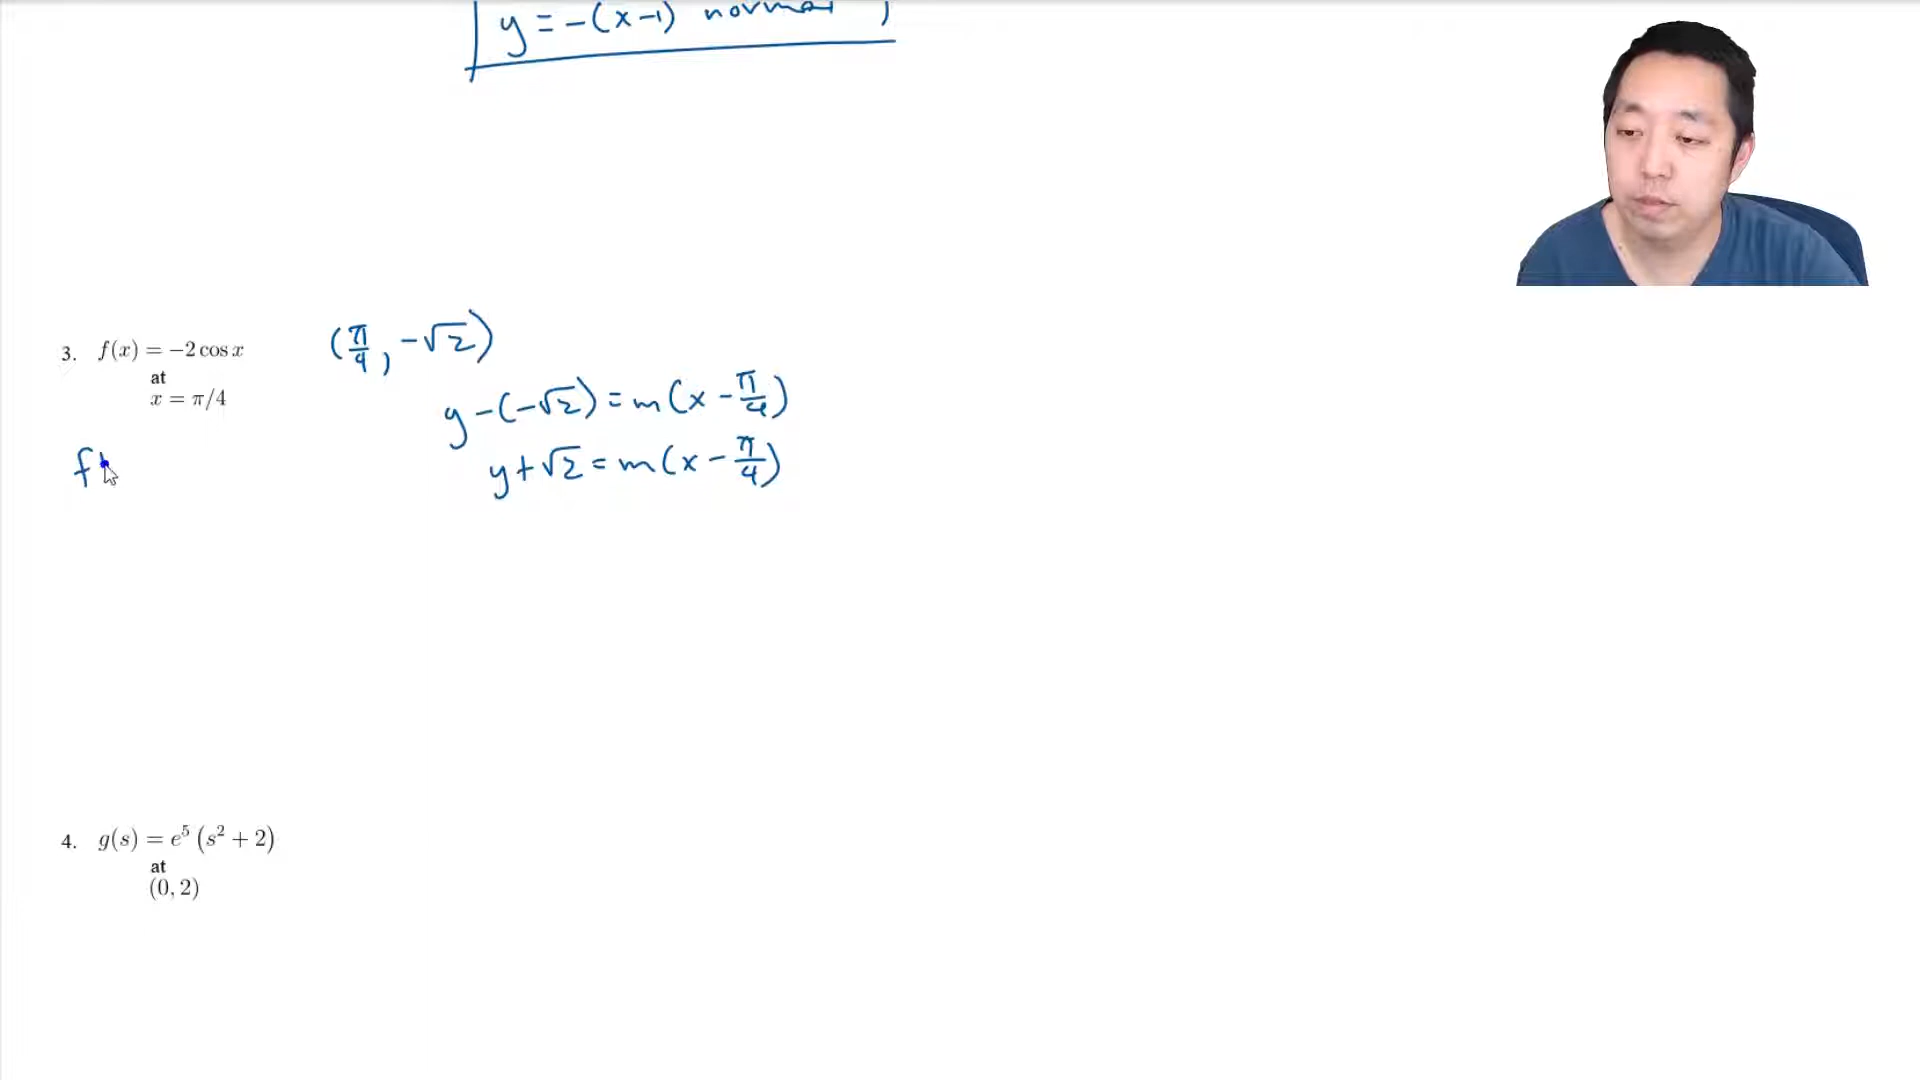 y = -(x-1) normal
3. f(x) = −2 cos x
at
x = π/4
(π/4, -√2)
y-(-√2) = m(x - π/4)
y+√2 = m(x - π/4)
f'
4. g(s) = e⁵ (s² + 2)
at
(0, 2)